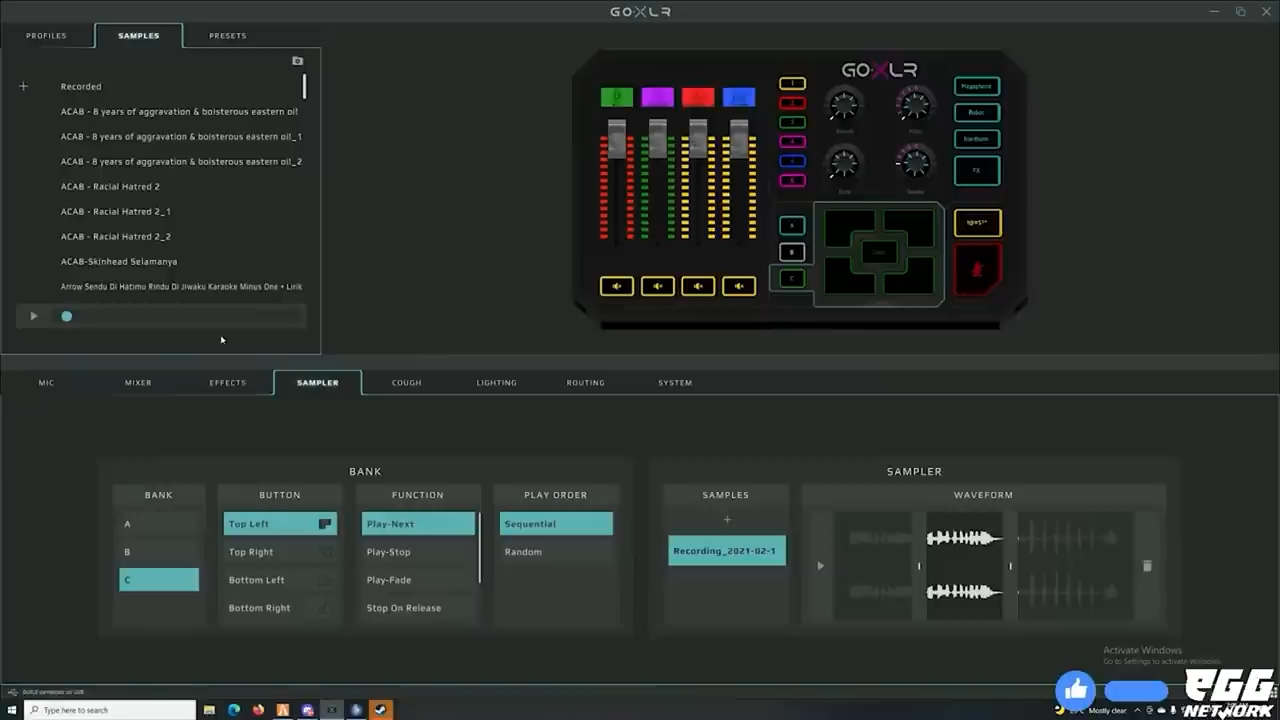 GOXLR
PROFILES
SAMPLES
PRESETS
Recorded
ACAB - 8 years of aggravation & boisterous eastern oi!
ACAB - 8 years of aggravation & boisterous eastern oi!_1
ACAB - 8 years of aggravation & boisterous eastern oi!_2
ACAB - Racial Hatred 2
ACAB - Racial Hatred 2_1
ACAB - Racial Hatred 2_2
ACAB-Skinhead Selamanya
Arrow Sendu Di Hatimu Rindu Di Jiwaku Karaoke Minus One + Lirik
GOXLR
Megaphone
Robot
HardTune
FX
A
B
C
MIC
MIXER
EFFECTS
SAMPLER
COUGH
LIGHTING
ROUTING
SYSTEM
BANK
BANK
BUTTON
FUNCTION
PLAY ORDER
A
Top Left
Play-Next
Sequential
B
Top Right
Play-Stop
Random
C
Bottom Left
Play-Fade
Bottom Right
Stop On Release
SAMPLER
SAMPLES
WAVEFORM
+
Recording_2021-02-1
Activate Windows
Go to Settings to activate Windows.
Type here to search
Mostly clear
EGG
NETWORK